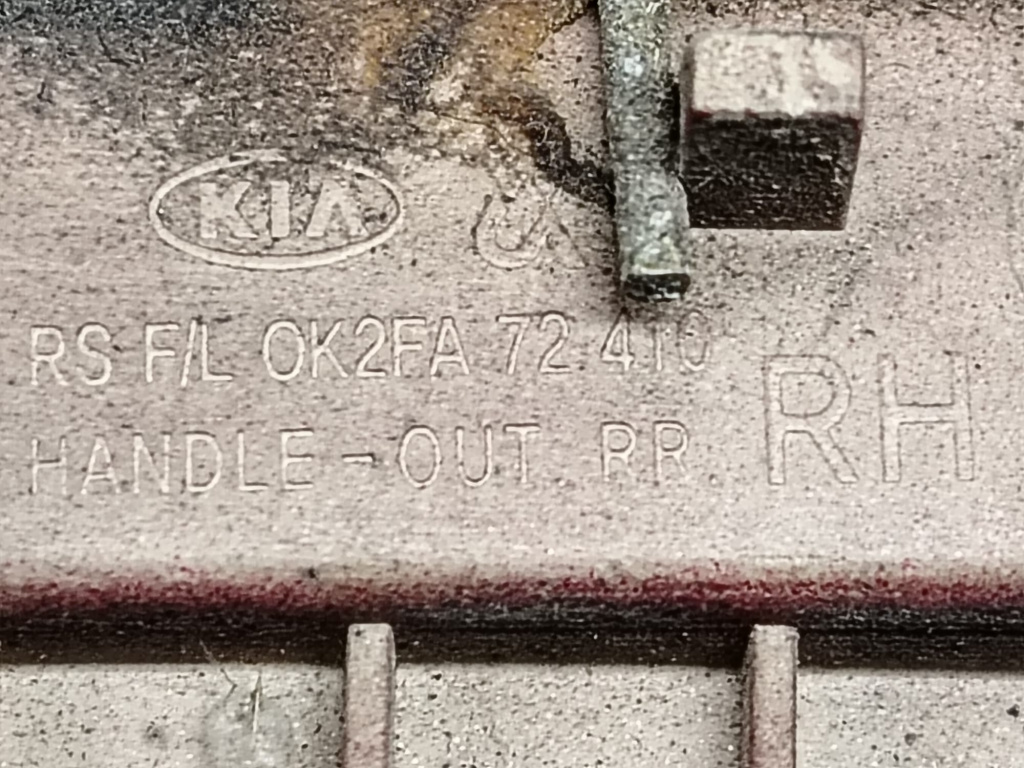 KIA
RS F/L 0K2FA 72 410
HANDLE-OUT RR RH